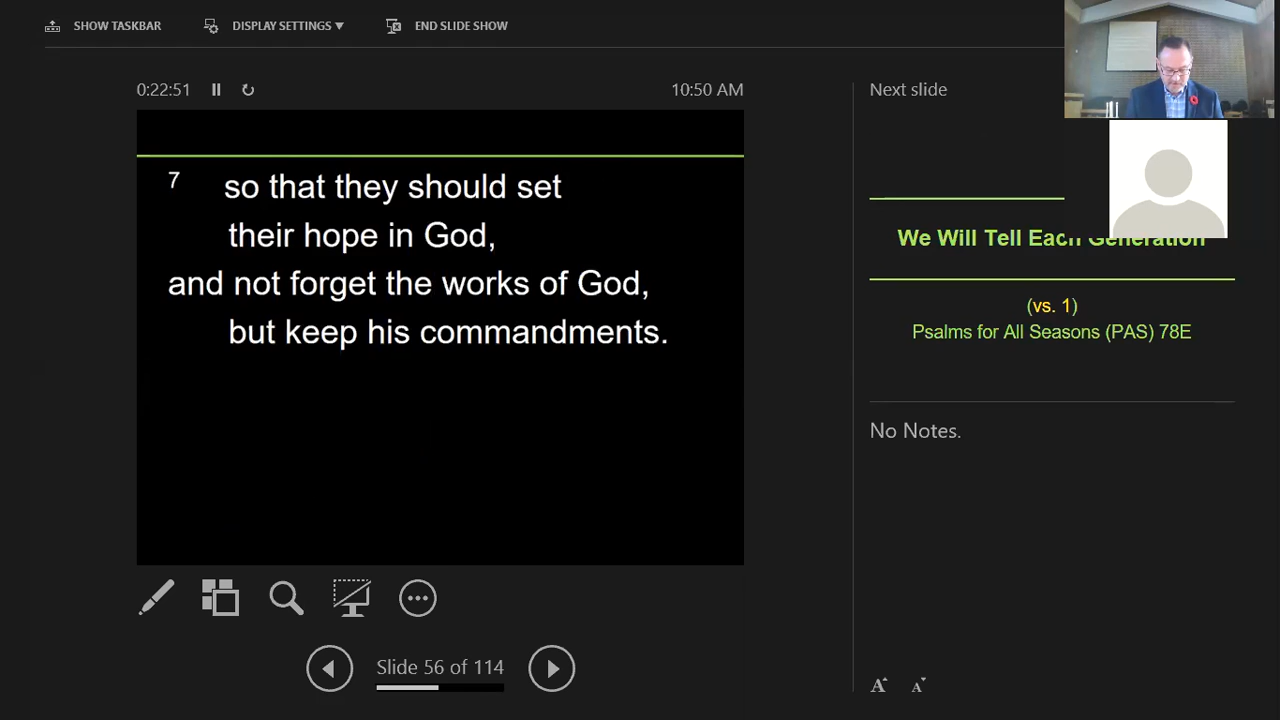 SHOW TASKBAR DISPLAY SETTINGS ▼ END SLIDE SHOW
0:22:51 10:50 AM
7 so that they should set
their hope in God,
and not forget the works of God,
but keep his commandments.
Slide 56 of 114
Next slide
We Will Tell Each Generation
(vs. 1)
Psalms for All Seasons (PAS) 78E
No Notes.
A A